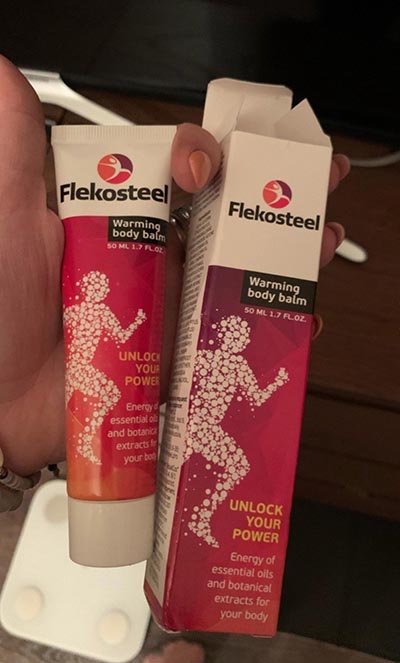 Flekosteel
Warming
body balm
50 ML 1.7 FL.OZ.
UNLOCK
YOUR
POWER
Energy of
essential oils
and botanical
extracts for
your body
Flekosteel
Warming
body balm
50 ML 1.7 FL.OZ.
UNLOCK
YOUR
POWER
Energy of
essential oils
and botanical
extracts for
your body